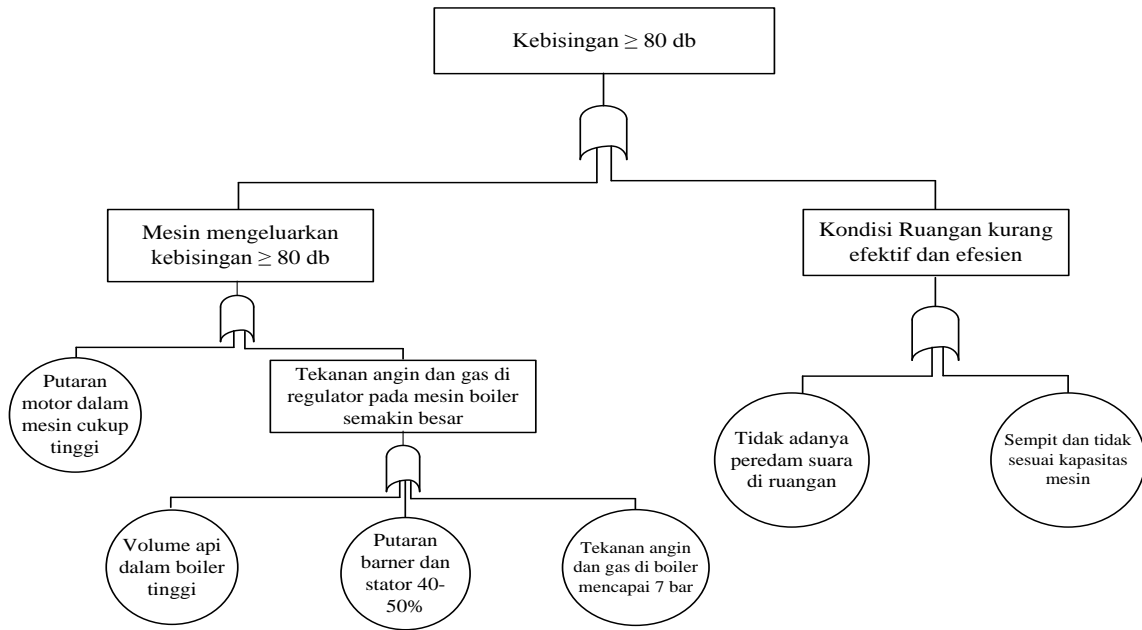 Kebisingan ≥ 80 db
Mesin mengeluarkan
kebisingan ≥ 80 db
Kondisi Ruangan kurang
efektif dan efesien
Putaran
motor dalam
mesin cukup
tinggi
Tekanan angin dan gas di
regulator pada mesin boiler
semakin besar
Tidak adanya
peredam suara
di ruangan
Sempit dan tidak
sesuai kapasitas
mesin
Volume api
dalam boiler
tinggi
Putaran
barner dan
stator 40-
50%
Tekanan angin
dan gas di boiler
mencapai 7 bar